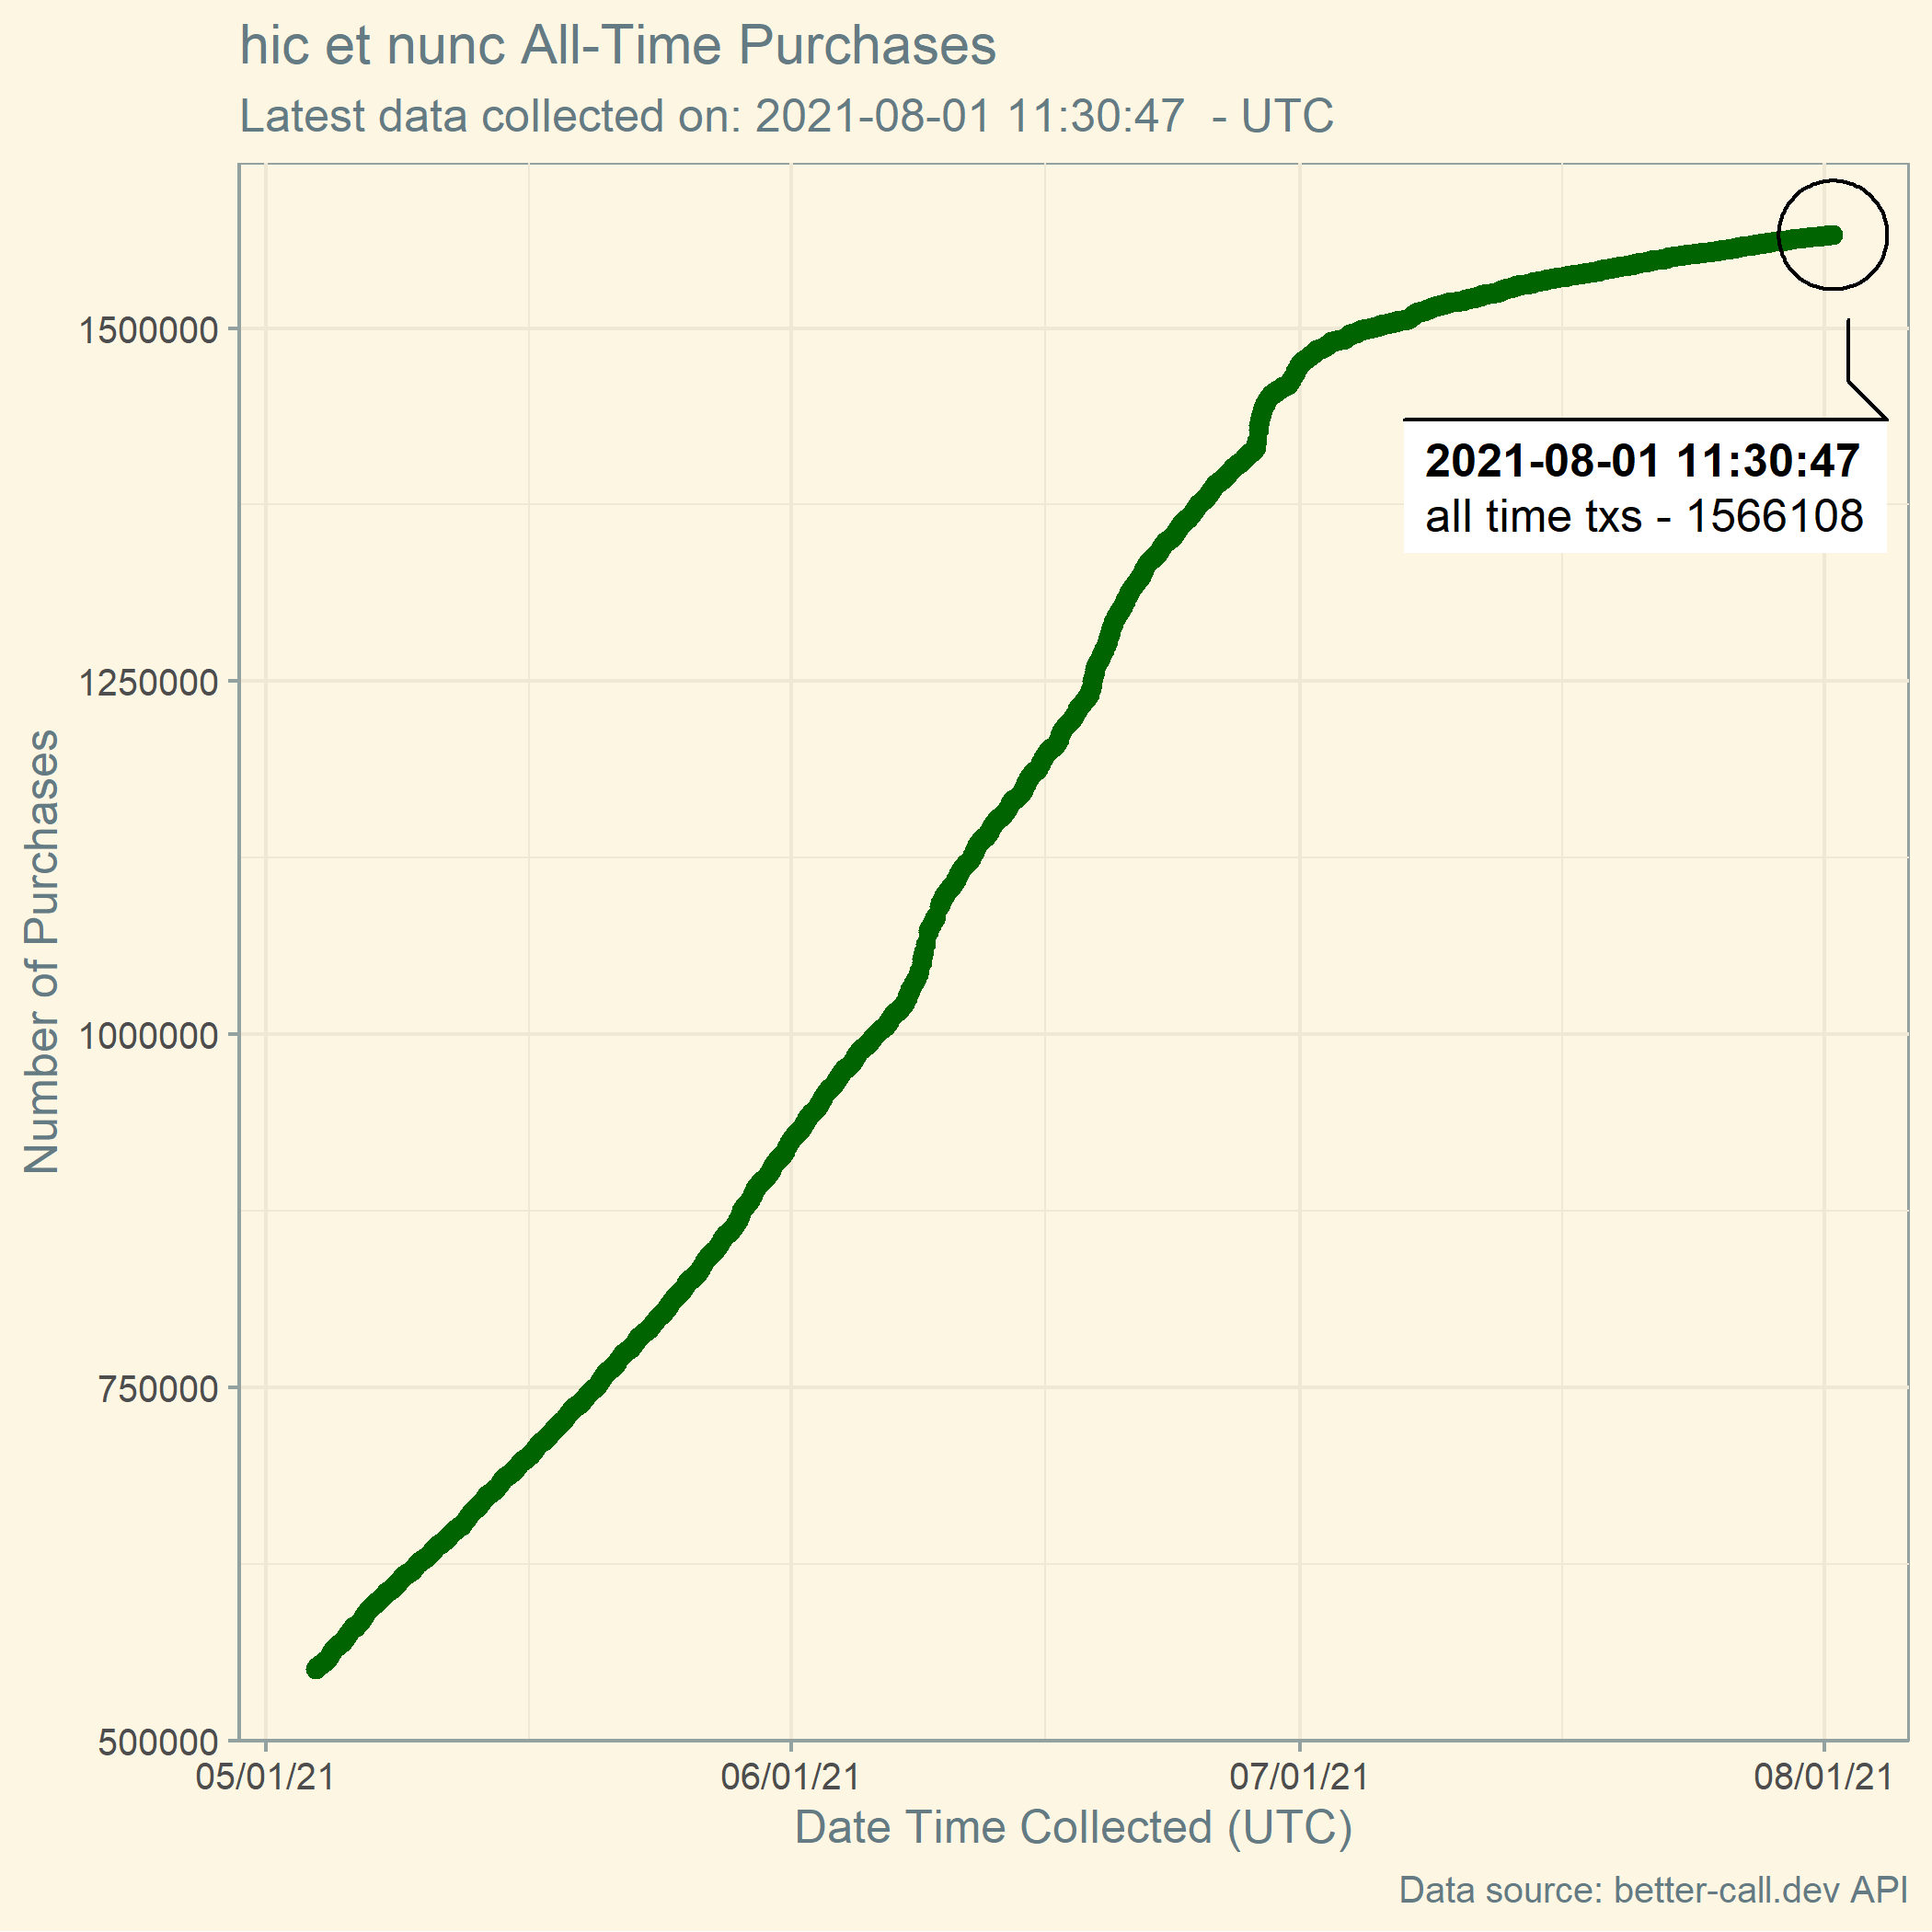 hic et nunc All-Time Purchases
Latest data collected on: 2021-08-01 11:30:47  - UTC
Number of Purchases
1500000
1250000
1000000
750000
500000
2021-08-01 11:30:47
all time txs - 1566108
05/01/21 06/01/21 07/01/21 08/01/21
Date Time Collected (UTC)
Data source: better-call.dev API